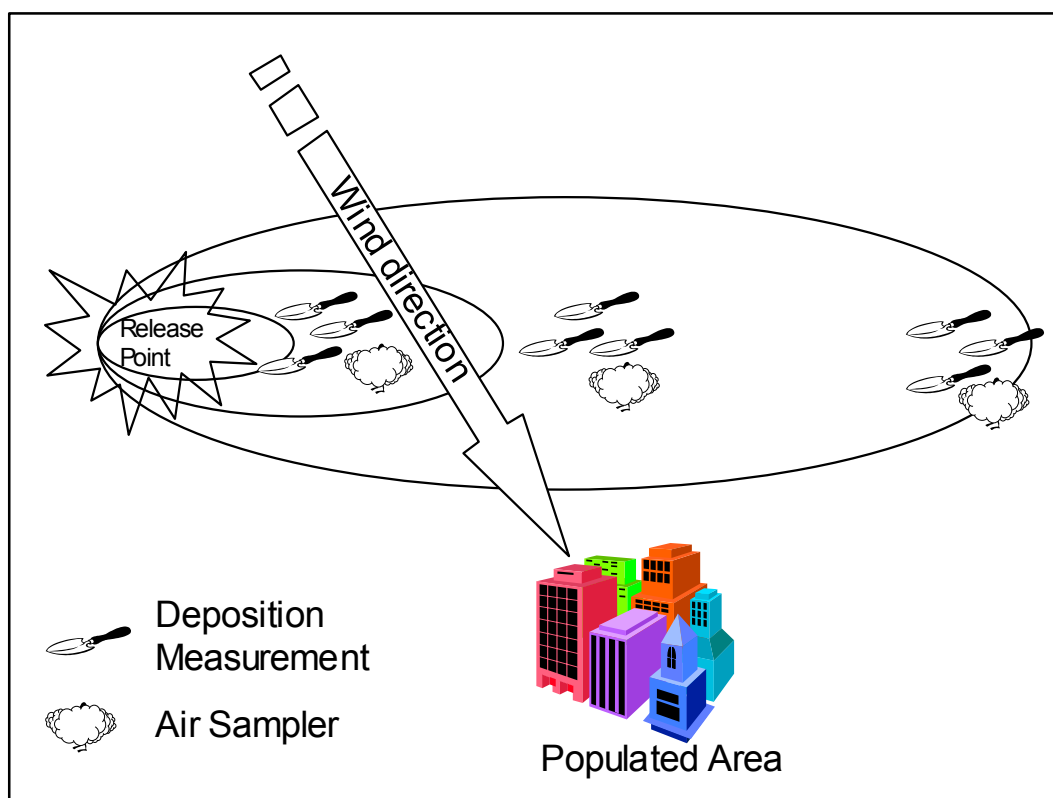 Wind direction
Release
Point
Deposition
Measurement
Air Sampler
Populated Area